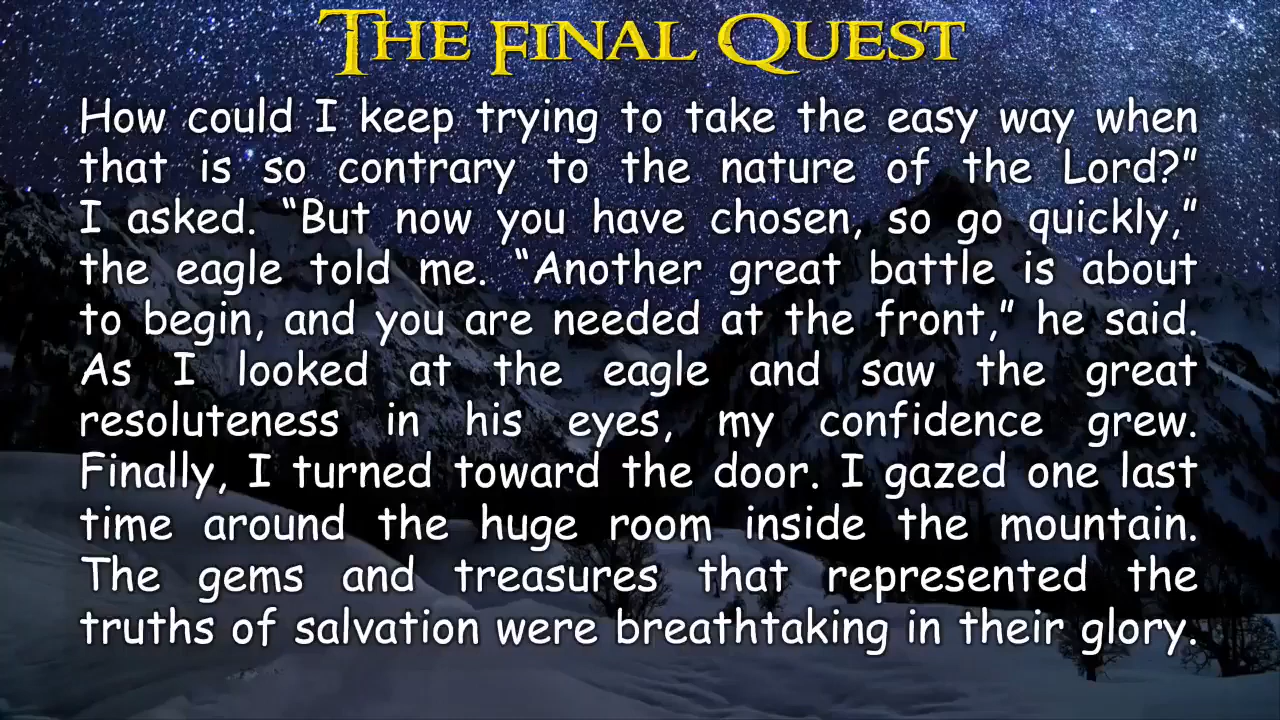 The Final Quest
How could I keep trying to take the easy way when
that is so contrary to the nature of the Lord?”
I asked. “But now you have chosen, so go quickly,”
the eagle told me. “Another great battle is about
to begin, and you are needed at the front,” he said.
As I looked at the eagle and saw the great
resoluteness in his eyes, my confidence grew.
Finally, I turned toward the door. I gazed one last
time around the huge room inside the mountain.
The gems and treasures that represented the
truths of salvation were breathtaking in their glory.